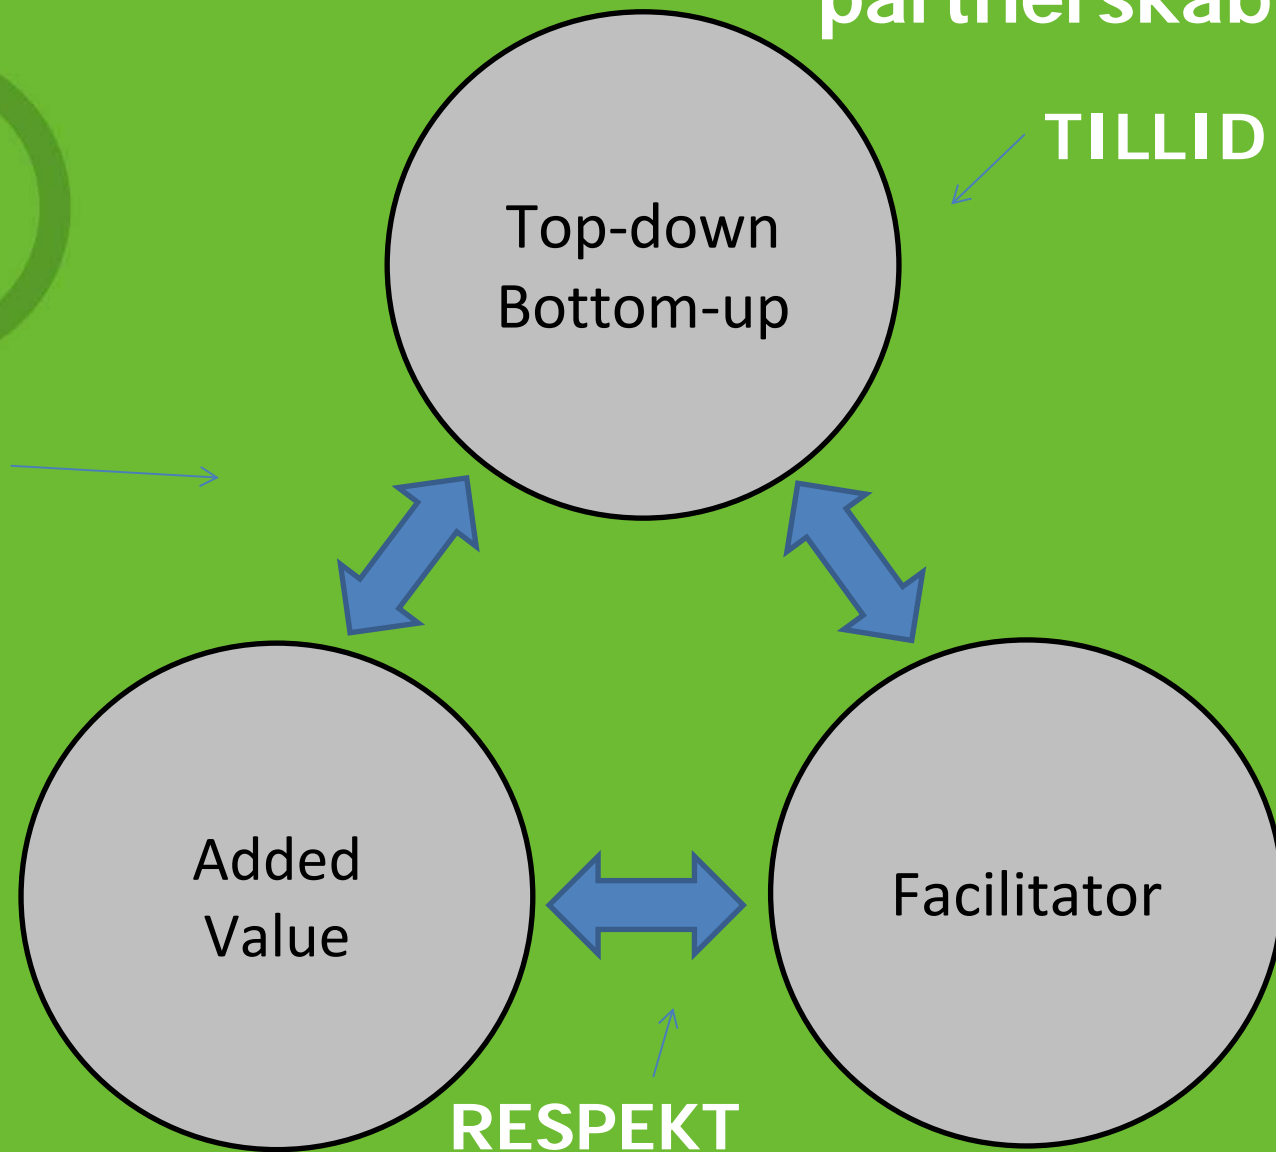 partnerskab
TILLID
Top-down
Bottom-up
Added
Value
Facilitator
RESPEKT